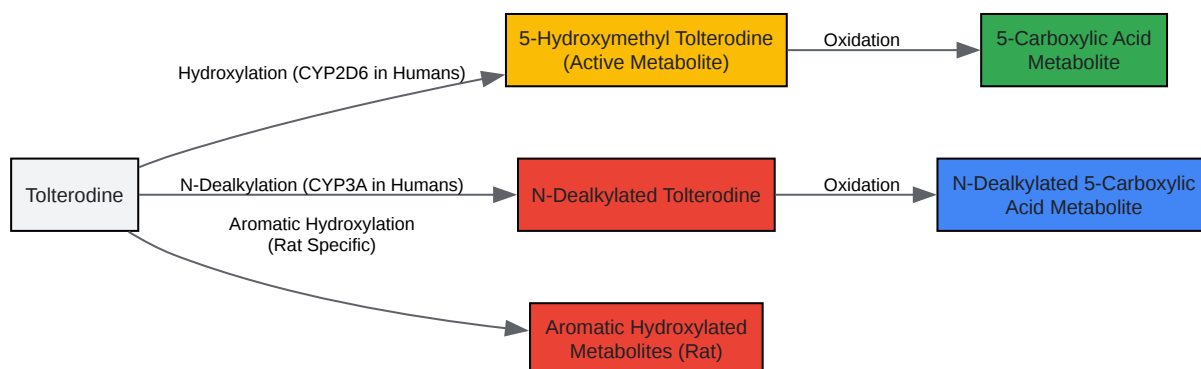 5-Hydroxymethyl Tolterodine
(Active Metabolite)
Oxidation
5-Carboxylic Acid
Metabolite
Hydroxylation (CYP2D6 in Humans)
Tolterodine
N-Dealkylation (CYP3A in Humans)
N-Dealkylated Tolterodine
Oxidation
N-Dealkylated 5-Carboxylic
Acid Metabolite
Aromatic Hydroxylation
(Rat Specific)
Aromatic Hydroxylated
Metabolites (Rat)